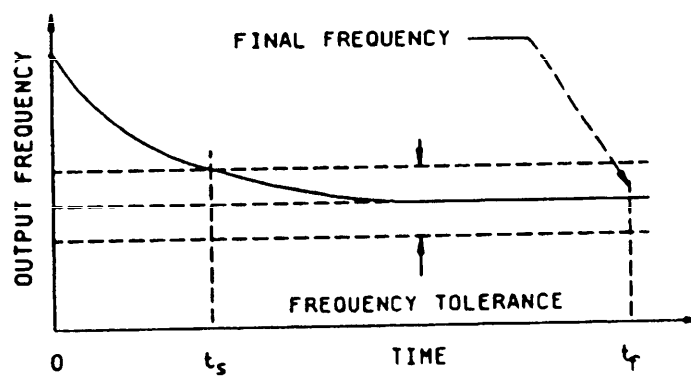 FINAL FREQUENCY
OUTPUT FREQUENCY
FREQUENCY TOLERANCE
0 ts TIME tf